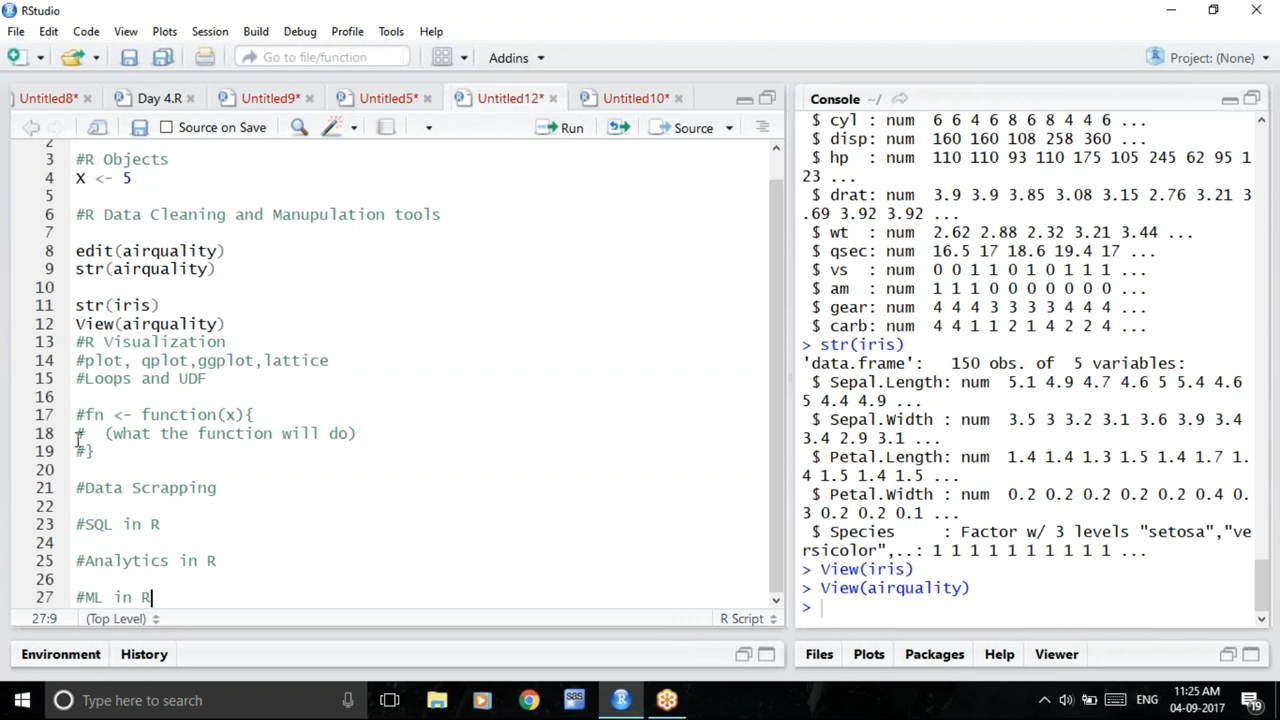 RStudio
File Edit View Plots Session Build Debug Profile Tools Help
Go to file/function Addins Project: (None)
Untitled8* Day 4.R Untitled9* Untitled5* Untitled12* Untitled10*
Source on Save Run Source
2
3 #R Objects
4 X <- 5
5
6 #R Data Cleaning and Manupulation tools
7
8 edit(airquality)
9 str(airquality)
10
11 str(iris)
12 View(airquality)
13 #R Visualization
14 #plot, qplot,ggplot,lattice
15 #Loops and UDF
16
17 #fn <- function(x){
18 # (what the function will do)
19 #}
20
21 #Data Scrapping
22
23 #SQL in R
24
25 #Analytics in R
26
27 #ML in R
27:9 (Top Level) R Script
Environment History
Console ~/
$ cyl : num 6 6 4 6 8 6 8 4 4 6 ...
$ disp: num 160 160 108 258 360 ...
$ hp : num 110 110 93 110 175 105 245 62 95 1
23 ...
$ drat: num 3.9 3.9 3.85 3.08 3.15 2.76 3.21 3
.69 3.92 3.92 ...
$ wt : num 2.62 2.88 2.32 3.21 3.44 ...
$ qsec: num 16.5 17 18.6 19.4 17 ...
$ vs : num 0 0 1 1 0 1 0 1 1 1 ...
$ am : num 1 1 1 0 0 0 0 0 0 0 ...
$ gear: num 4 4 4 3 3 3 3 4 4 4 ...
$ carb: num 4 4 1 1 2 1 4 2 2 4 ...
> str(iris)
'data.frame': 150 obs. of 5 variables:
$ Sepal.Length: num 5.1 4.9 4.7 4.6 5 5.4 4.6
5 4.4 4.9 ...
$ Sepal.Width : num 3.5 3 3.2 3.1 3.6 3.9 3.4
3.4 2.9 3.1 ...
$ Petal.Length: num 1.4 1.4 1.3 1.5 1.4 1.7 1.
4 1.5 1.4 1.5 ...
$ Petal.Width : num 0.2 0.2 0.2 0.2 0.2 0.4 0.
3 0.2 0.2 0.1 ...
$ Species : Factor w/ 3 levels "setosa","ve
rsicolor",..: 1 1 1 1 1 1 1 1 1 1 ...
> View(iris)
> View(airquality)
>
Files Plots Packages Help Viewer
Type here to search
sas
ENG
11:25 AM
04-09-2017
19